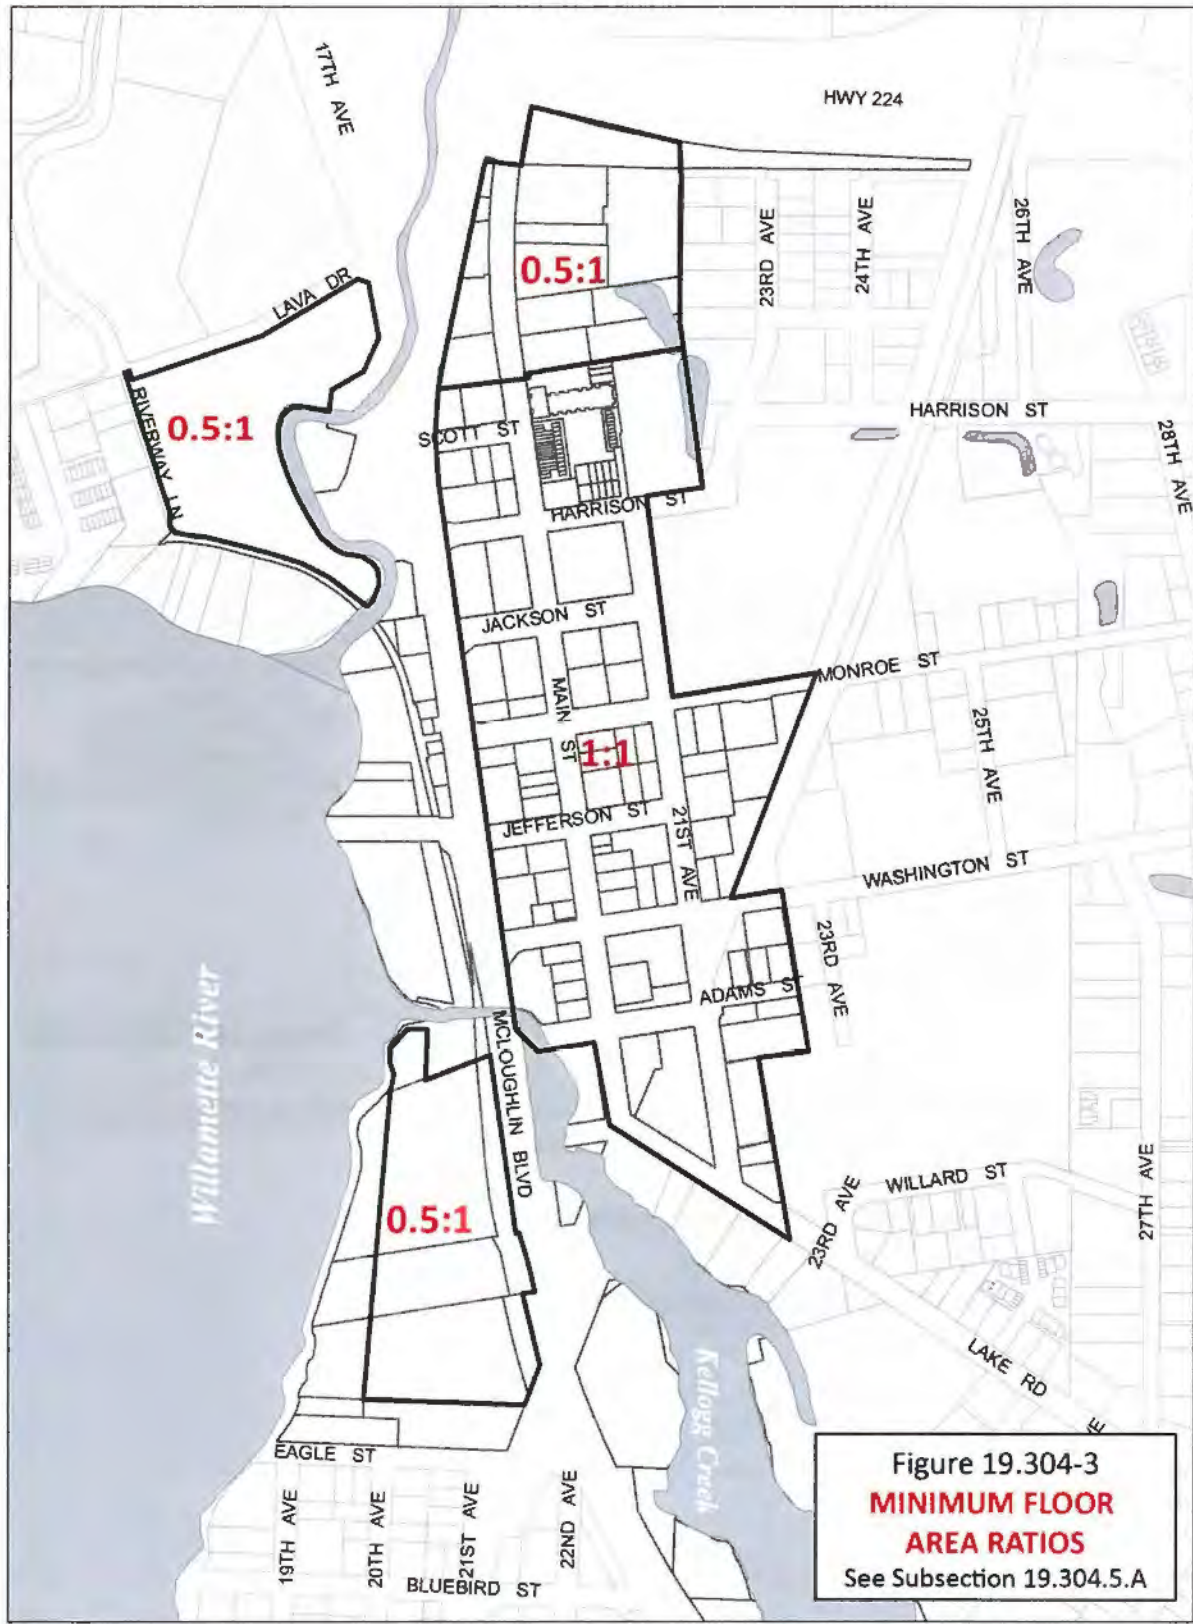 17TH AVE
HWY 224
23RD AVE
24TH AVE
26TH AVE
0.5:1
LAVA DR
RIVERWAY LN
0.5:1
SCOTT ST
HARRISON ST
28TH AVE
HARRISON ST
JACKSON ST
MONROE ST
MAIN ST
1:1
25TH AVE
JEFFERSON ST
21ST AVE
WASHINGTON ST
23RD AVE
ADAMS ST
Willamette River
MCLOUGHLIN BLVD
WILLARD ST
27TH AVE
23RD AVE
0.5:1
LAKE RD
Kellogg Creek
EAGLE ST
19TH AVE
20TH AVE
21ST AVE
22ND AVE
BLUEBIRD ST
Figure 19.304-3
MINIMUM FLOOR
AREA RATIOS
See Subsection 19.304.5.A